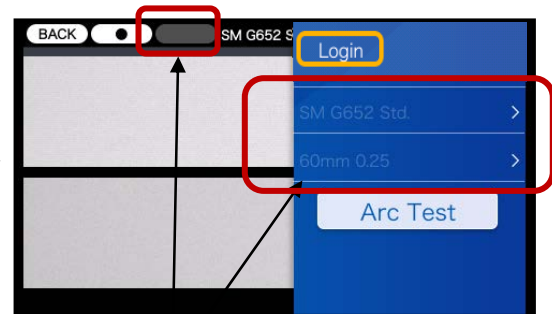 BACK SM G652 S
Login
SM G652 Std.
60mm 0.25
Arc Test